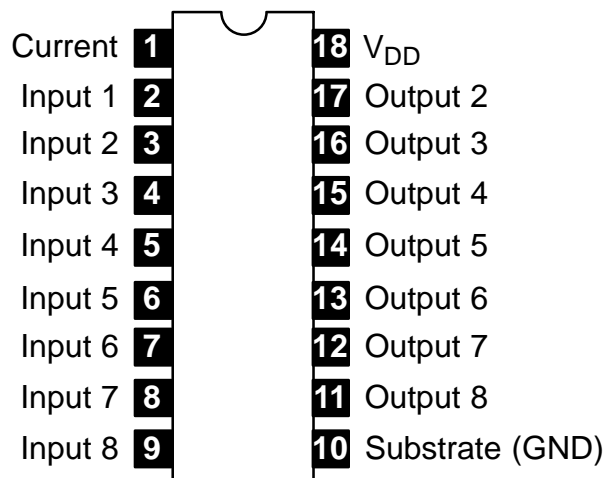 Current 1 18 VDD
Input 1 2 17 Output 2
Input 2 3 16 Output 3
Input 3 4 15 Output 4
Input 4 5 14 Output 5
Input 5 6 13 Output 6
Input 6 7 12 Output 7
Input 7 8 11 Output 8
Input 8 9 10 Substrate (GND)